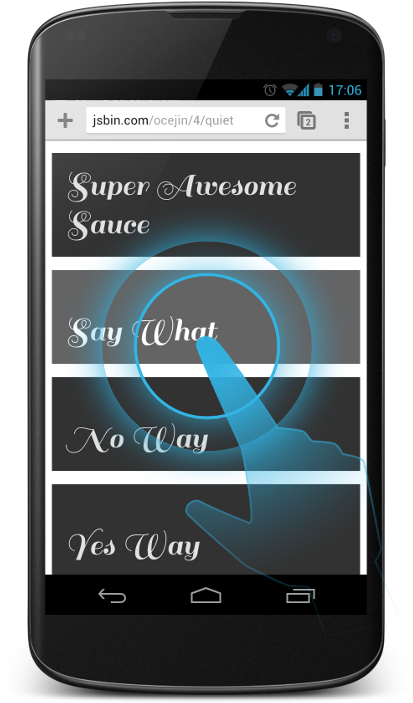 17:06
jsbin.com/ocejin/4/quiet
2
Super Awesome
Sauce
Say What
No Way
Yes Way